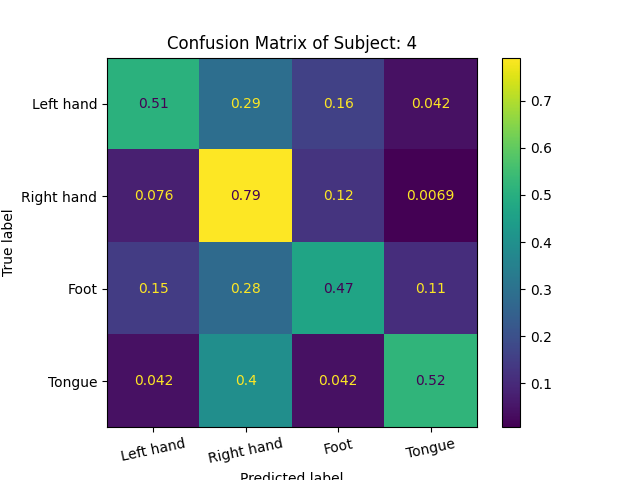 Confusion Matrix of Subject: 4
True label
Left hand 0.51 0.29 0.16 0.042
Right hand 0.076 0.79 0.12 0.0069
Foot 0.15 0.28 0.47 0.11
Tongue 0.042 0.4 0.042 0.52
Left hand Right hand Foot Tongue
Predicted label
0.7
0.6
0.5
0.4
0.3
0.2
0.1